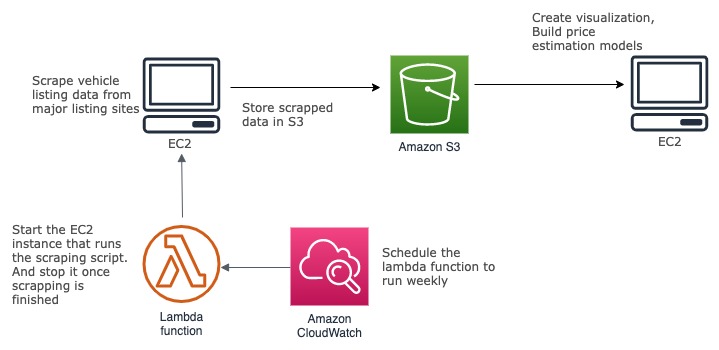 Create visualization,
Build price
estimation models
Scrape vehicle
listing data from
major listing sites
Store scrapped
data in S3
EC2
Amazon S3
EC2
Start the EC2
instance that runs
the scraping script.
And stop it once
scrapping is
finished
Schedule the
lambda function to
run weekly
Lambda
function
Amazon
CloudWatch